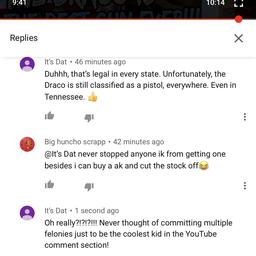 9:41
10:14
Replies
It's Dat • 46 minutes ago
Duhhh, that's legal in every state. Unfortunately, the
Draco is still classified as a pistol, everywhere. Even in
Tennessee. 👍
Big huncho scrapp • 42 minutes ago
@It's Dat never stopped anyone ik from getting one
besides i can buy a ak and cut the stock off😂
It's Dat • 1 second ago
Oh really?!?!?!!! Never thought of committing multiple
felonies just to be the coolest kid in the YouTube
comment section!